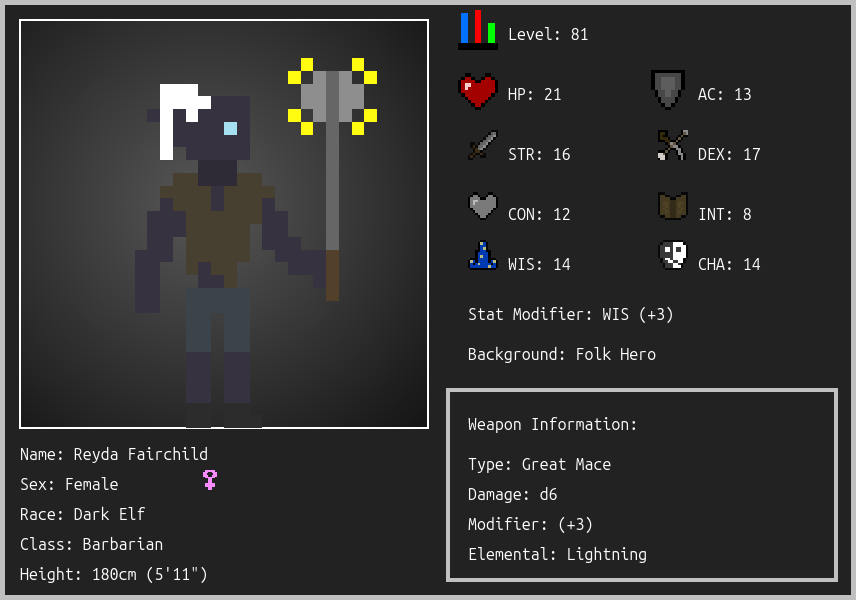 Level: 81
HP: 21
AC: 13
STR: 16
DEX: 17
CON: 12
INT: 8
WIS: 14
CHA: 14
Stat Modifier: WIS (+3)
Background: Folk Hero
Weapon Information:
Type: Great Mace
Damage: d6
Modifier: (+3)
Elemental: Lightning
Name: Reyda Fairchild
Sex: Female
Race: Dark Elf
Class: Barbarian
Height: 180cm (5'11")